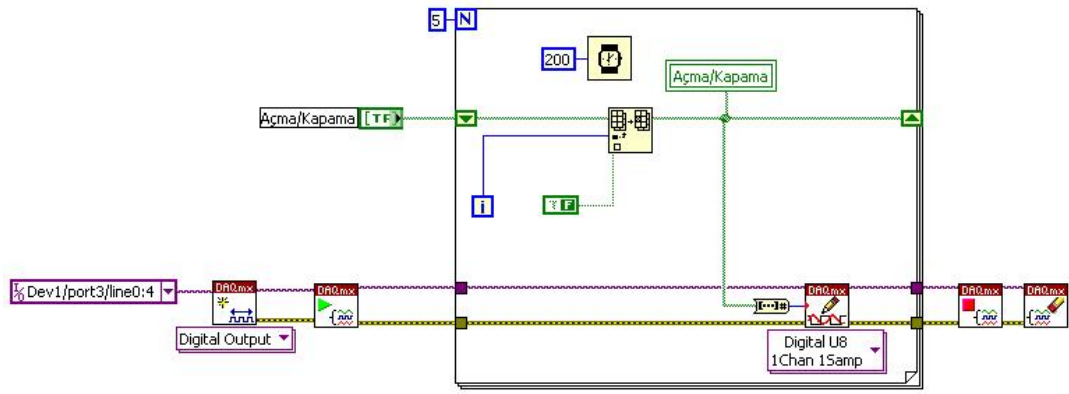 5
N
200
Açma/Kapama
Açma/Kapama
TF
i
F
Dev1/port3/line0:4
DAQmx
DAQmx
DAQmx
DAQmx
DAQmx
Digital Output
Digital U8
1Chan 1Samp